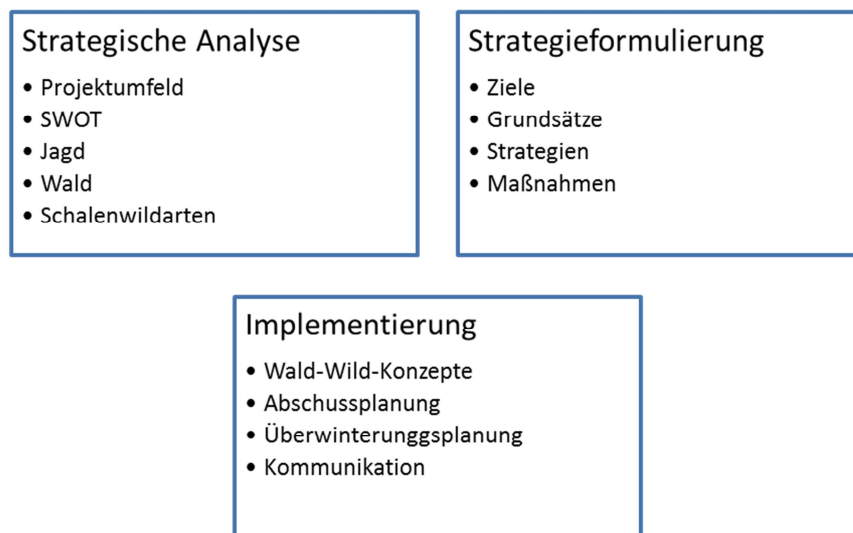 Strategische Analyse
• Projektumfeld
• SWOT
• Jagd
• Wald
• Schalenwildarten
Strategieformulierung
• Ziele
• Grundsätze
• Strategien
• Maßnahmen
Implementierung
• Wald-Wild-Konzepte
• Abschussplanung
• Überwinterunggsplanung
• Kommunikation